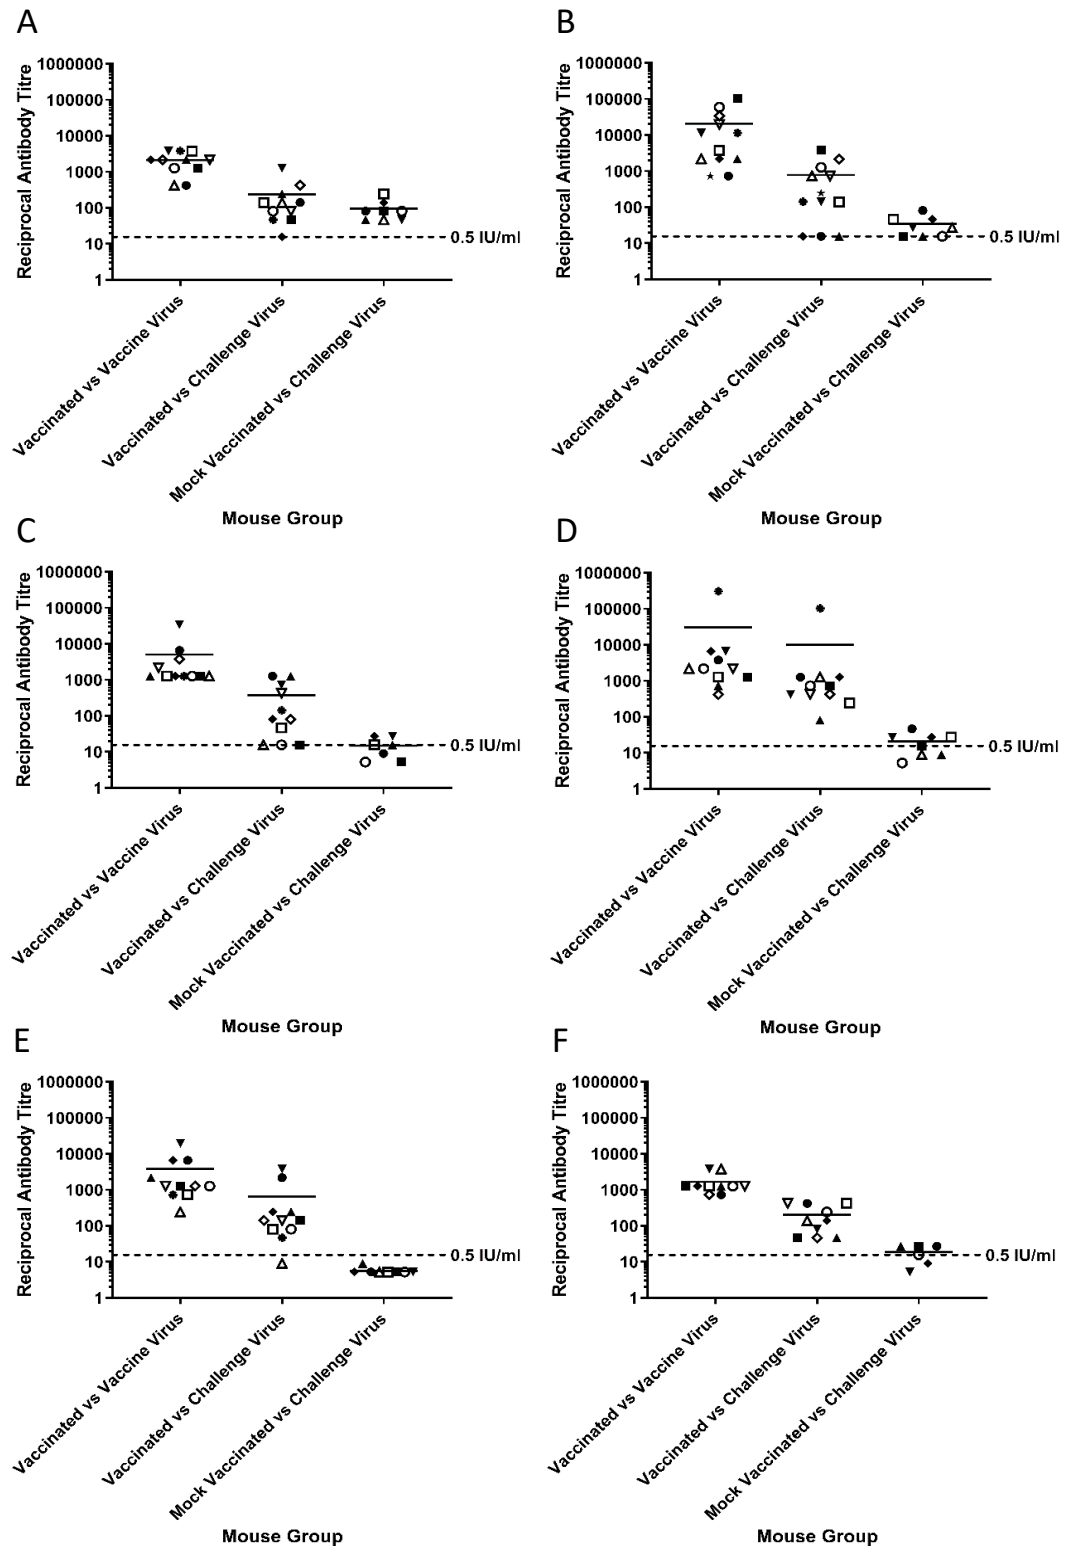 A
Reciprocal Antibody Titre
1000000
100000
10000
1000
100
10
1
0.5 IU/ml
Vaccinated vs Vaccine Virus
Vaccinated vs Challenge Virus
Mock Vaccinated vs Challenge Virus
Mouse Group
B
Reciprocal Antibody Titre
1000000
100000
10000
1000
100
10
1
0.5 IU/ml
Vaccinated vs Vaccine Virus
Vaccinated vs Challenge Virus
Mock Vaccinated vs Challenge Virus
Mouse Group
C
Reciprocal Antibody Titre
1000000
100000
10000
1000
100
10
1
0.5 IU/ml
Vaccinated vs Vaccine Virus
Vaccinated vs Challenge Virus
Mock Vaccinated vs Challenge Virus
Mouse Group
D
Reciprocal Antibody Titre
1000000
100000
10000
1000
100
10
1
0.5 IU/ml
Vaccinated vs Vaccine Virus
Vaccinated vs Challenge Virus
Mock Vaccinated vs Challenge Virus
Mouse Group
E
Reciprocal Antibody Titre
1000000
100000
10000
1000
100
10
1
0.5 IU/ml
Vaccinated vs Vaccine Virus
Vaccinated vs Challenge Virus
Mock Vaccinated vs Challenge Virus
Mouse Group
F
Reciprocal Antibody Titre
1000000
100000
10000
1000
100
10
1
0.5 IU/ml
Vaccinated vs Vaccine Virus
Vaccinated vs Challenge Virus
Mock Vaccinated vs Challenge Virus
Mouse Group